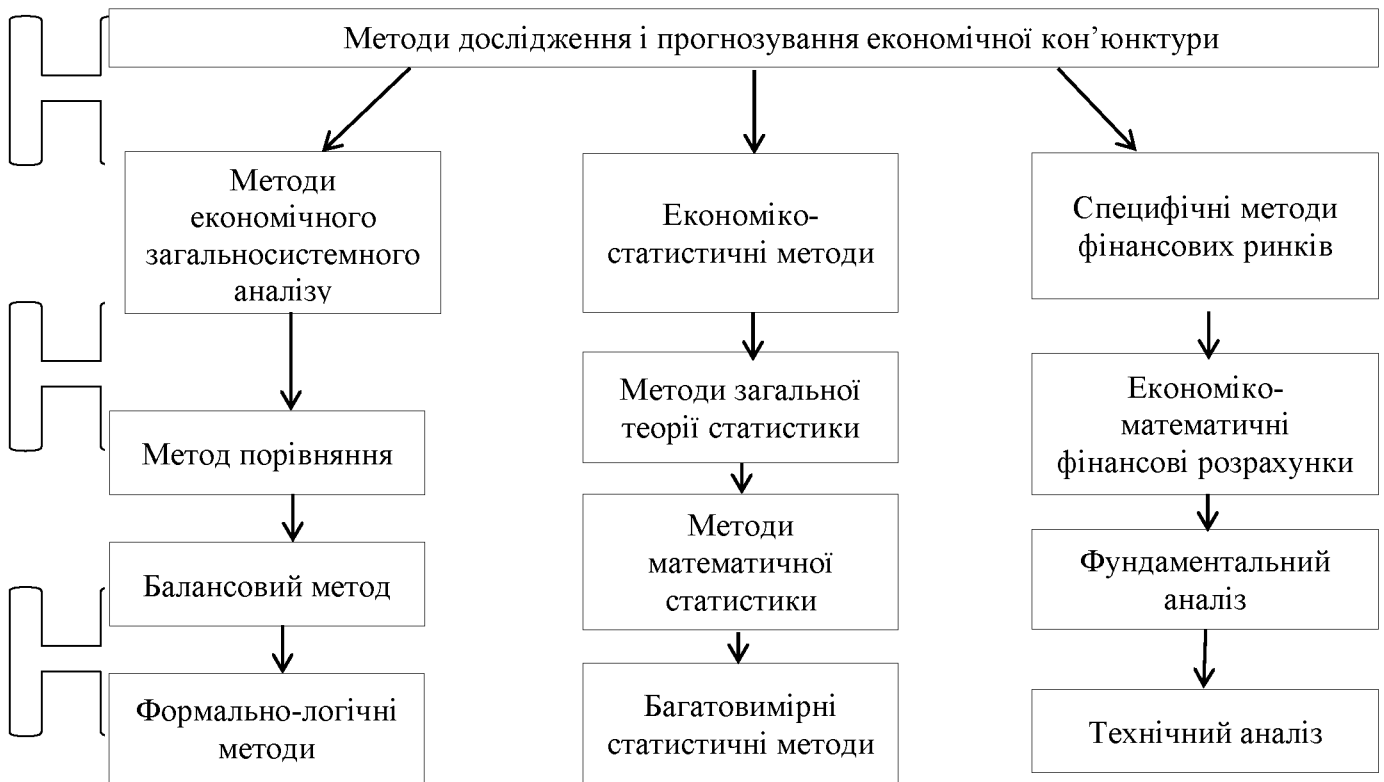 Методи дослідження і прогнозування економічної кон’юнктури
Методи
економічного
загальносистемного
аналізу
Економіко-
статистичні методи
Специфічні методи
фінансових ринків
Метод порівняння
Методи загальної
теорії статистики
Економіко-
математичні
фінансові розрахунки
Балансовий метод
Методи
математичної
статистики
Фундаментальний
аналіз
Формально-логічні
методи
Багатовимірні
статистичні методи
Технічний аналіз